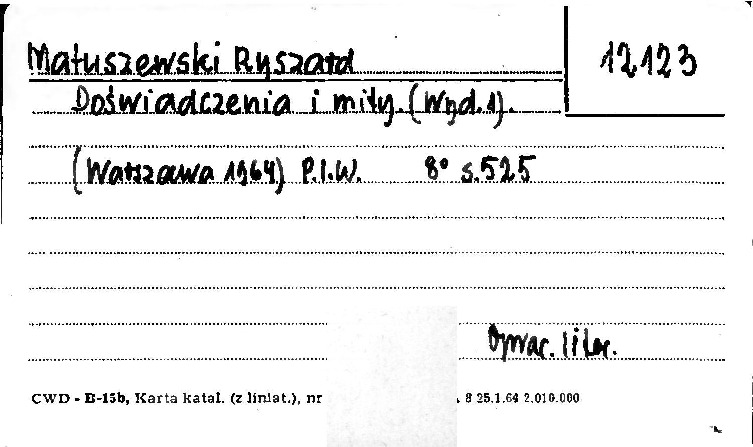 Matuszewski Ryszard
12123
Doświadczenia i mity. (Wyd. 1).
(Warszawa 1964) P.I.W. 8° s. 525
Oprac. liter.
CWD - B-15b, Karta katal. (z liniat.), nr
8 25.1.64 2.010.000